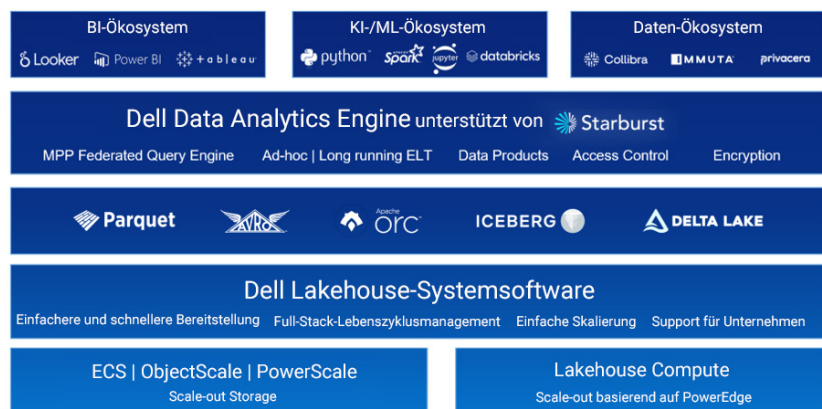 BI-Ökosystem
Looker Power BI +ableau
KI-/ML-Ökosystem
python Spark jupyter databricks
Daten-Ökosystem
Collibra IMMUTA privacera
Dell Data Analytics Engine unterstützt von Starburst
MPP Federated Query Engine Ad-hoc | Long running ELT Data Products Access Control Encryption
Parquet AVRO Apache ORC ICEBERG DELTA LAKE
Dell Lakehouse-Systemsoftware
Einfachere und schnellere Bereitstellung Full-Stack-Lebenszyklusmanagement Einfache Skalierung Support für Unternehmen
ECS | ObjectScale | PowerScale
Scale-out Storage
Lakehouse Compute
Scale-out basierend auf PowerEdge